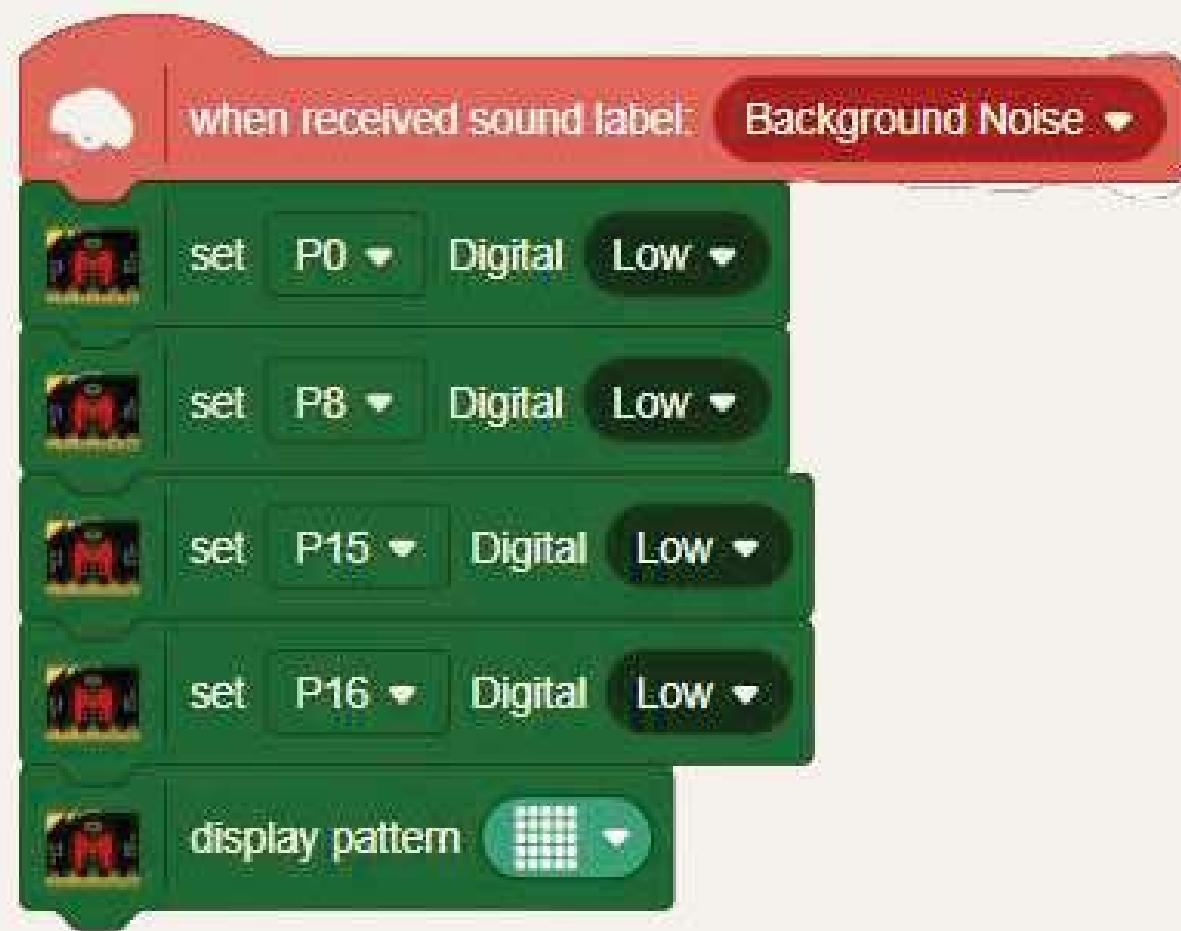 when received sound label: Background Noise
set P0 Digital Low
set P8 Digital Low
set P15 Digital Low
set P16 Digital Low
display pattern